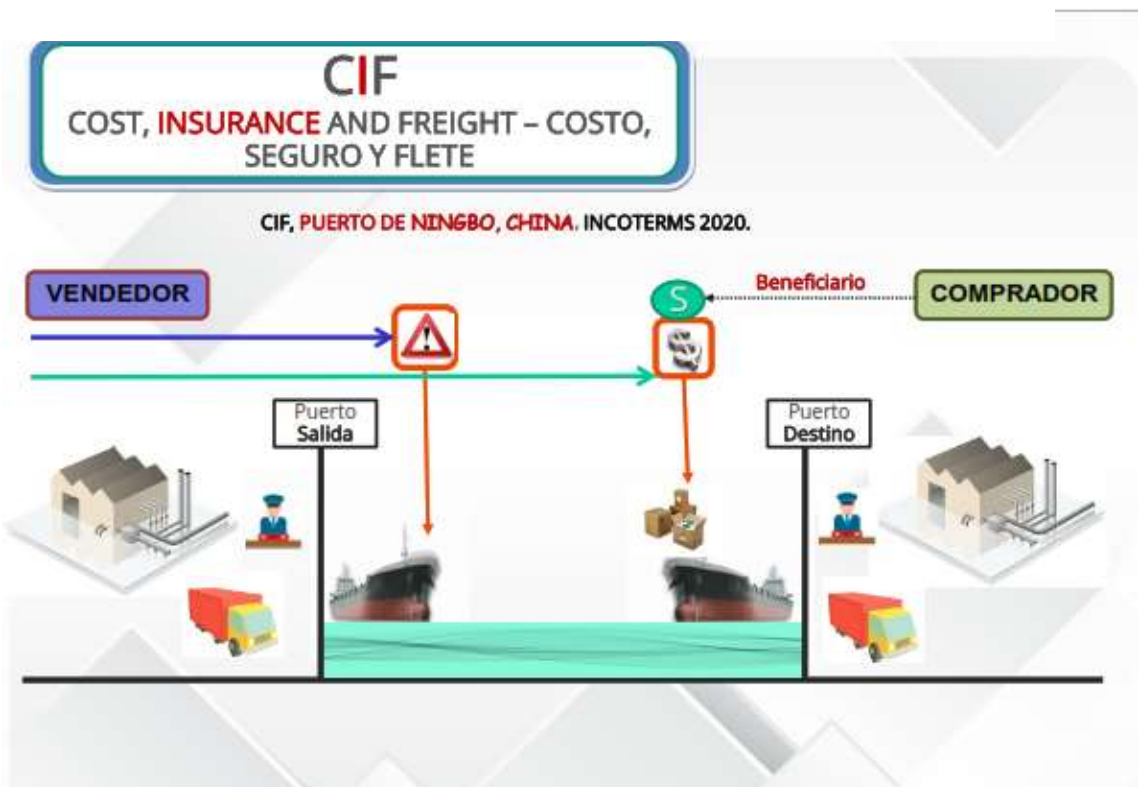 CIF
COST, INSURANCE AND FREIGHT – COSTO,
SEGURO Y FLETE
CIF, PUERTO DE NINGBO, CHINA. INCOTERMS 2020.
VENDEDOR
S
Beneficiario
COMPRADOR
Puerto
Salida
Puerto
Destino